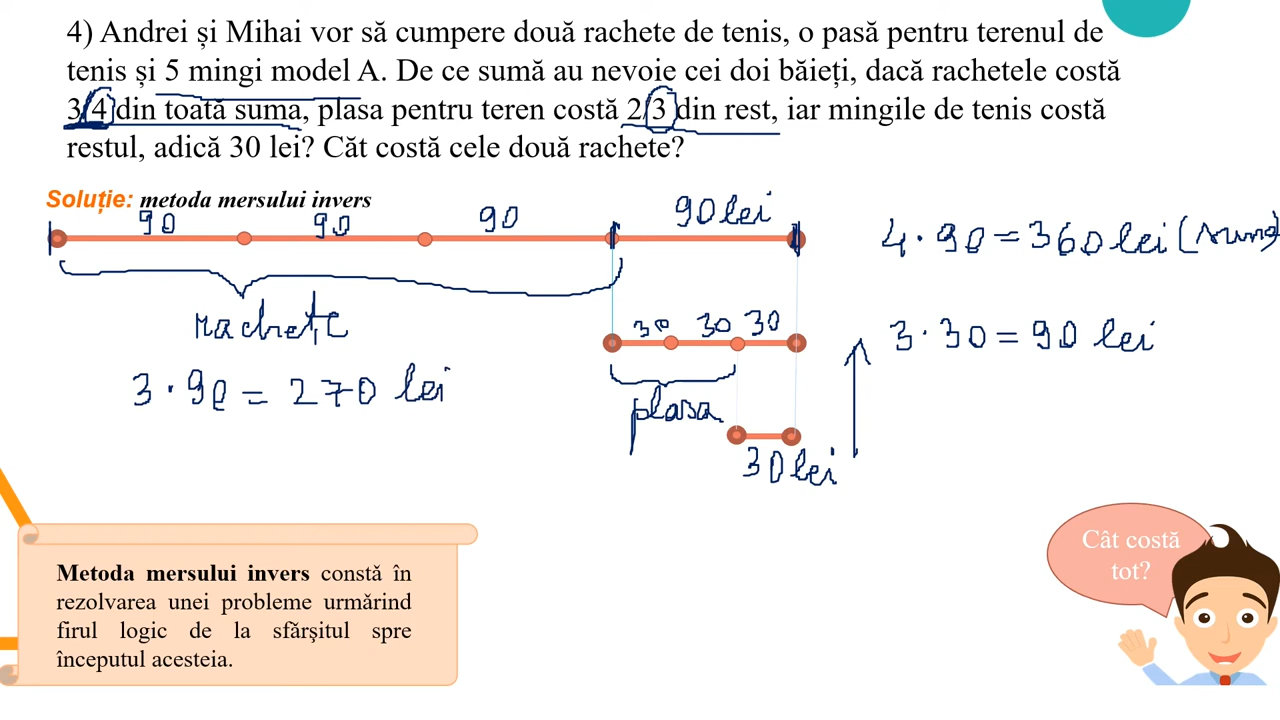 4) Andrei și Mihai vor să cumpere două rachete de tenis, o pasă pentru terenul de
tenis și 5 mingi model A. De ce sumă au nevoie cei doi băieți, dacă rachetele costă
3/4 din toată suma, plasa pentru teren costă 2/3 din rest, iar mingile de tenis costă
restul, adică 30 lei? Căt costă cele două rachete?
Soluție: metoda mersului invers
90 90 90 90 lei
4 · 90 = 360 lei (suma)
rachete
30 30 30
3 · 30 = 90 lei
3 · 90 = 270 lei
plasa
30 lei
Metoda mersului invers constă în
rezolvarea unei probleme urmărind
firul logic de la sfârşitul spre
începutul acesteia.
Cât costă
tot?